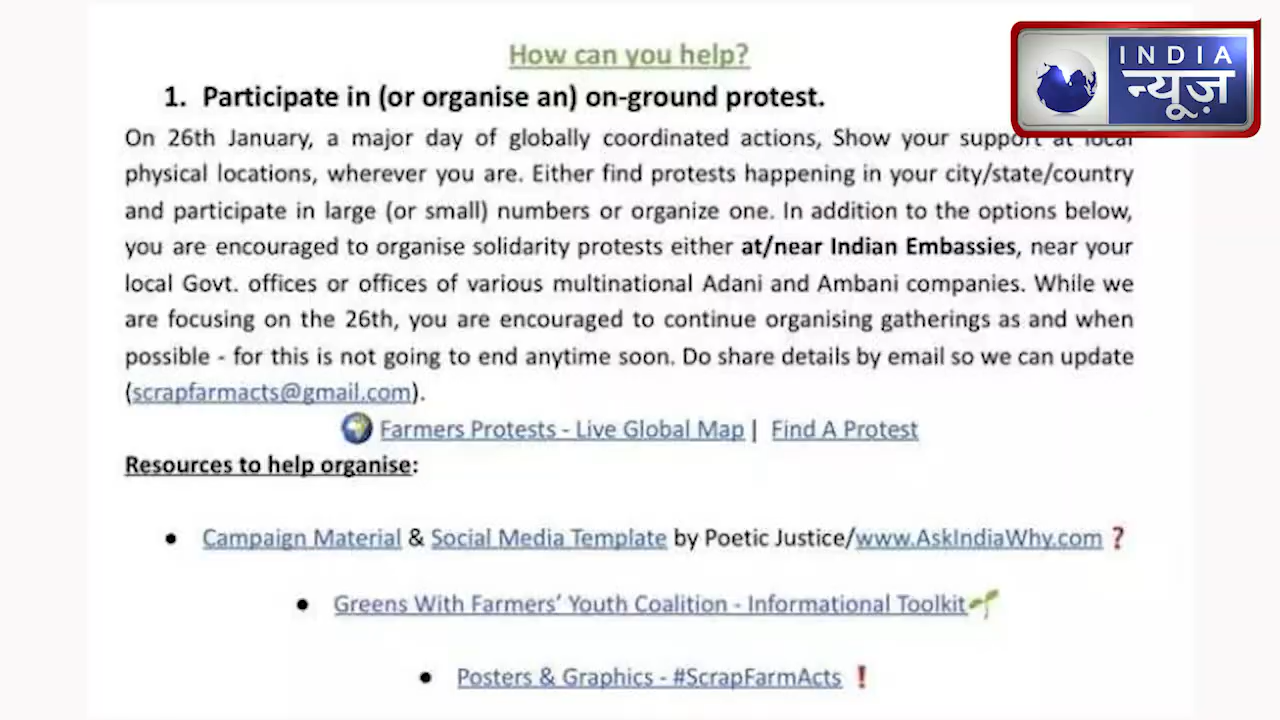 How can you help?
INDIA
न्यूज़
1. Participate in (or organise an) on-ground protest.
On 26th January, a major day of globally coordinated actions, Show your support at local
physical locations, wherever you are. Either find protests happening in your city/state/country
and participate in large (or small) numbers or organize one. In addition to the options below,
you are encouraged to organise solidarity protests either at/near Indian Embassies, near your
local Govt. offices or offices of various multinational Adani and Ambani companies. While we
are focusing on the 26th, you are encouraged to continue organising gatherings as and when
possible - for this is not going to end anytime soon. Do share details by email so we can update
(scrapfarmacts@gmail.com).
Farmers Protests - Live Global Map | Find A Protest
Resources to help organise:
● Campaign Material & Social Media Template by Poetic Justice/www.AskIndiaWhy.com ❓
● Greens With Farmers’ Youth Coalition - Informational Toolkit
● Posters & Graphics - #ScrapFarmActs ❗